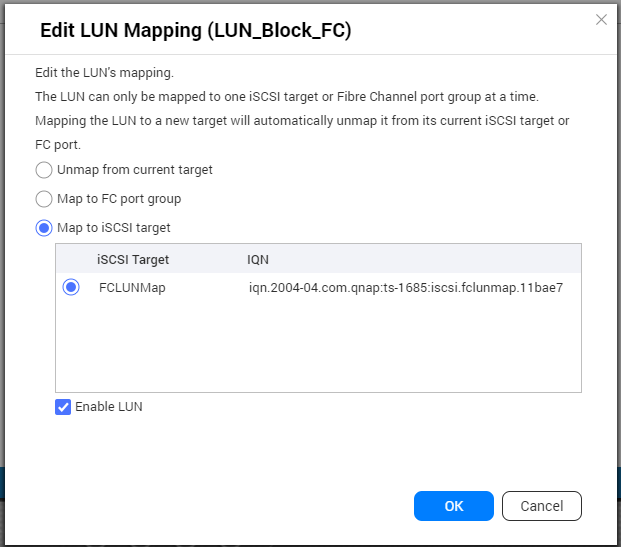 Edit LUN Mapping (LUN_Block_FC)
Edit the LUN's mapping.
The LUN can only be mapped to one iSCSI target or Fibre Channel port group at a time.
Mapping the LUN to a new target will automatically unmap it from its current iSCSI target or
FC port.
Unmap from current target
Map to FC port group
Map to iSCSI target
iSCSI Target IQN
FCLUNMap iqn.2004-04.com.qnap:ts-1685:iscsi.fclunmap.11bae7
Enable LUN
OK Cancel